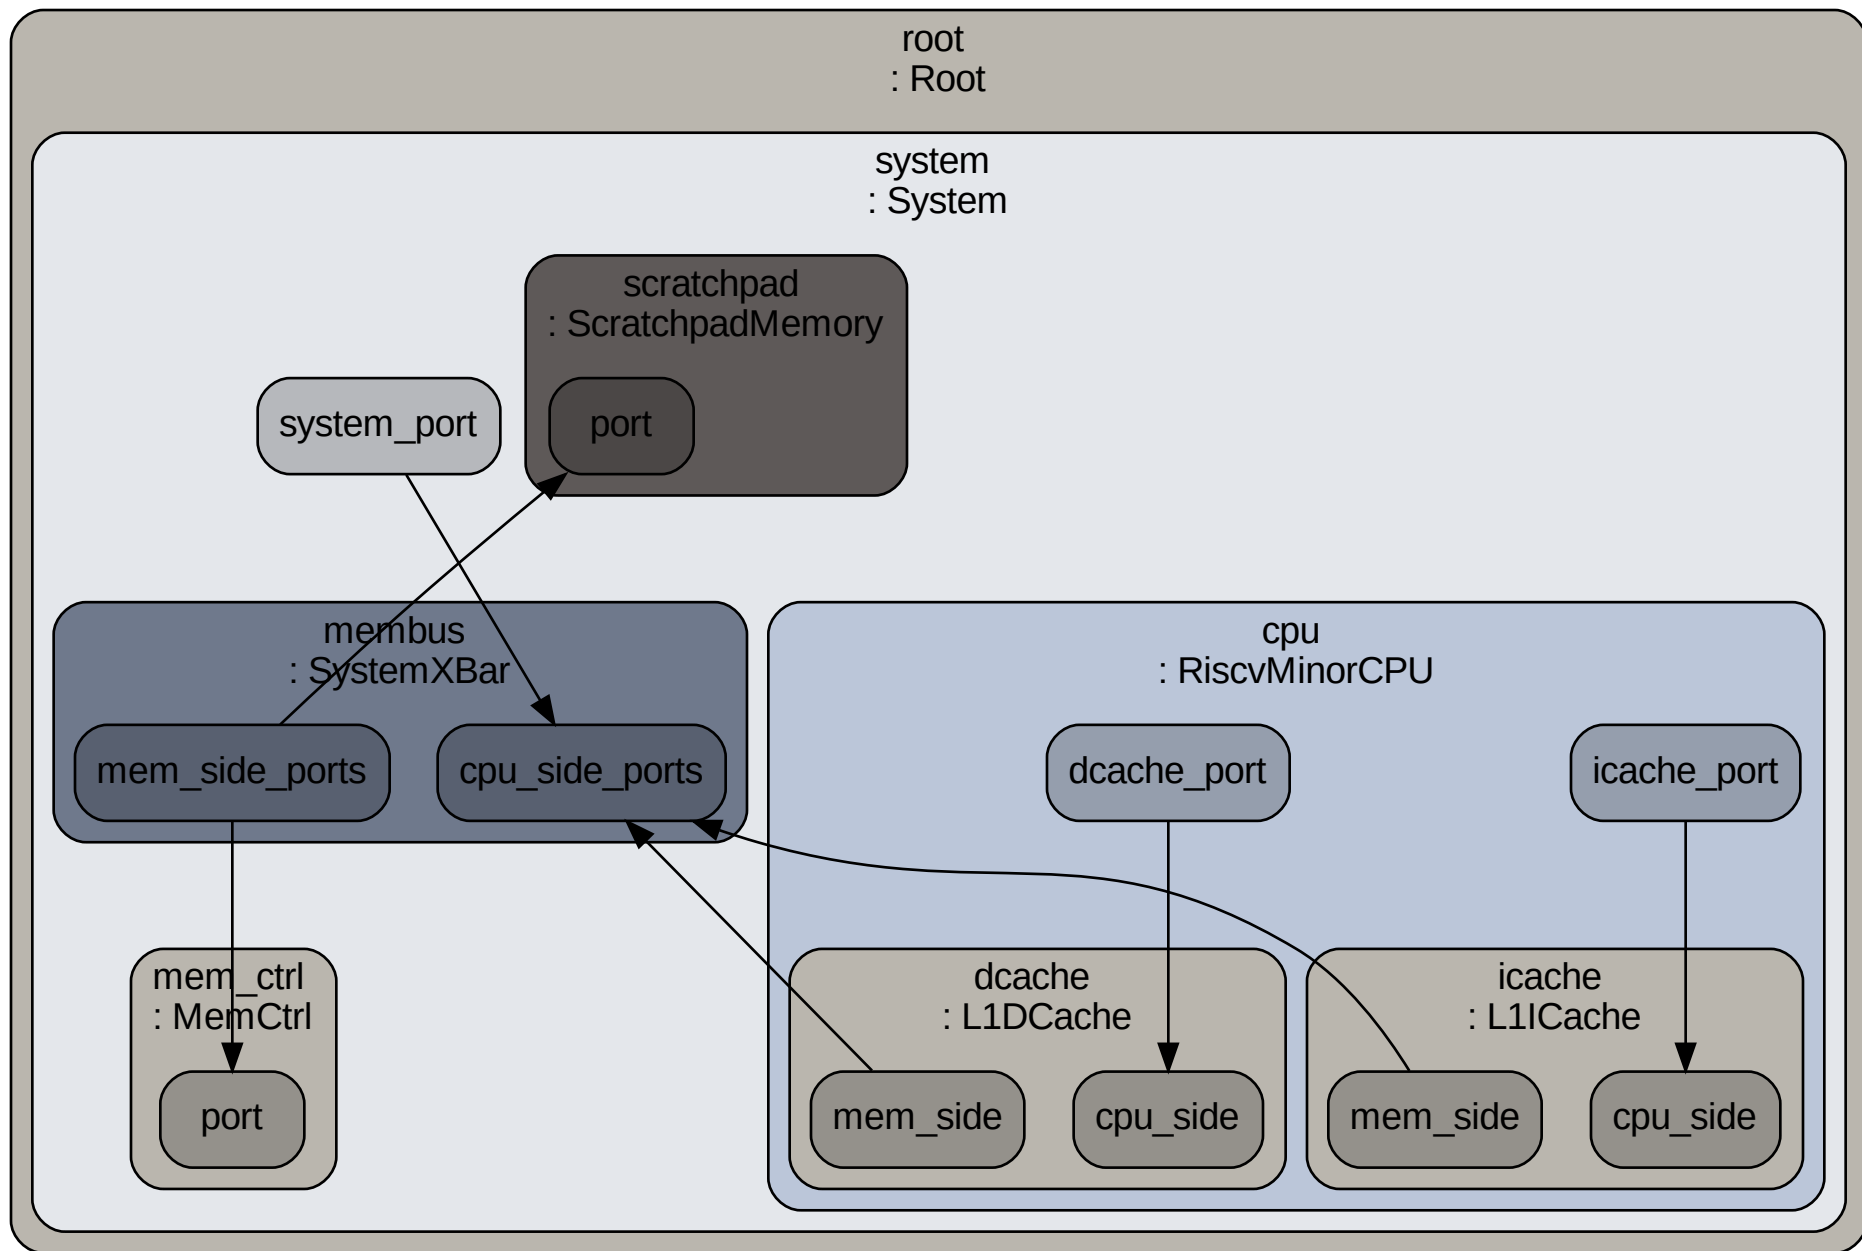 root
: Root
system
: System
scratchpad
: ScratchpadMemory
system_port
port
membus
: SystemXBar
mem_side_ports
cpu_side_ports
cpu
: RiscvMinorCPU
dcache_port
icache_port
mem_ctrl
: MemCtrl
port
dcache
: L1DCache
mem_side
cpu_side
icache
: L1ICache
mem_side
cpu_side